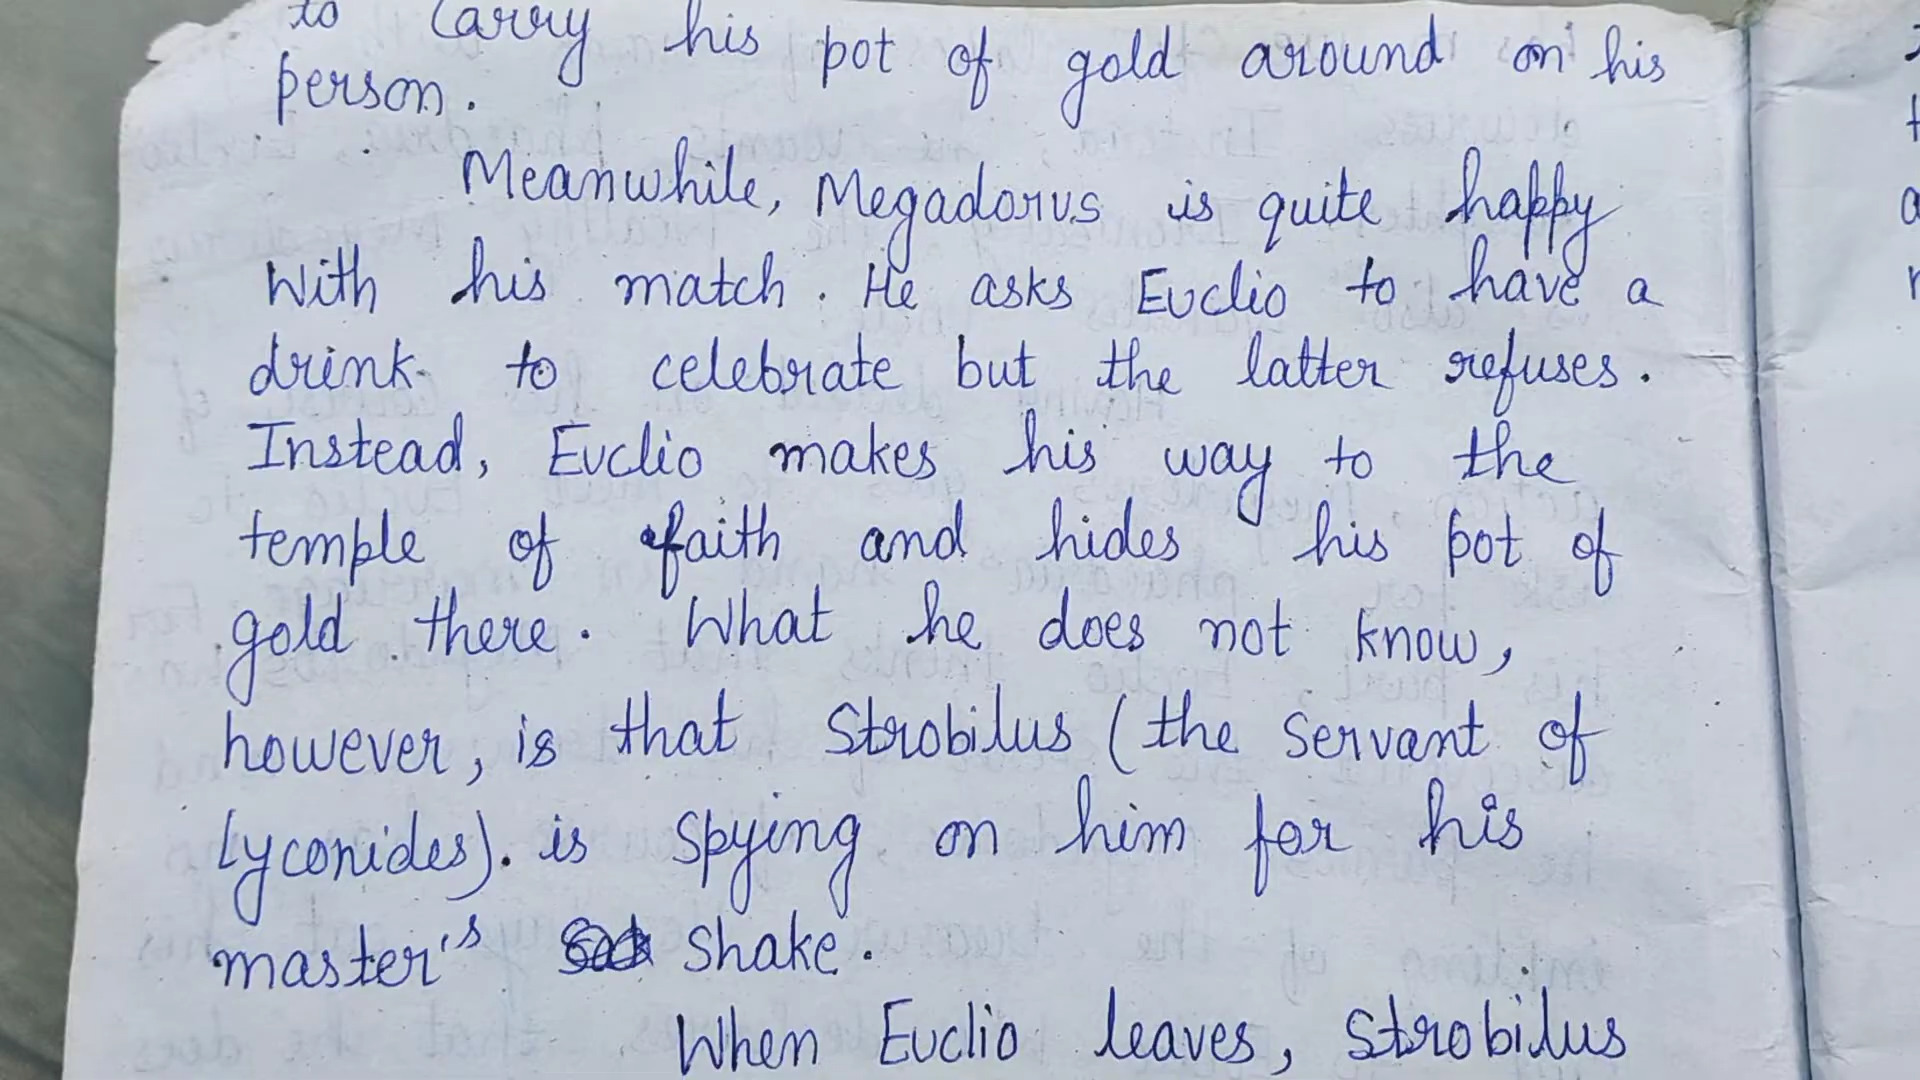 to carry his pot of gold around on his
person.
Meanwhile, Megadorus is quite happy
with his match. He asks Euclio to have a
drink to celebrate but the latter refuses.
Instead, Euclio makes his way to the
temple of faith and hides his pot of
gold there. What he does not know,
however, is that Strobilus (the servant of
Lyconides). is spying on him for his
master's shake.
When Euclio leaves, Strobilus